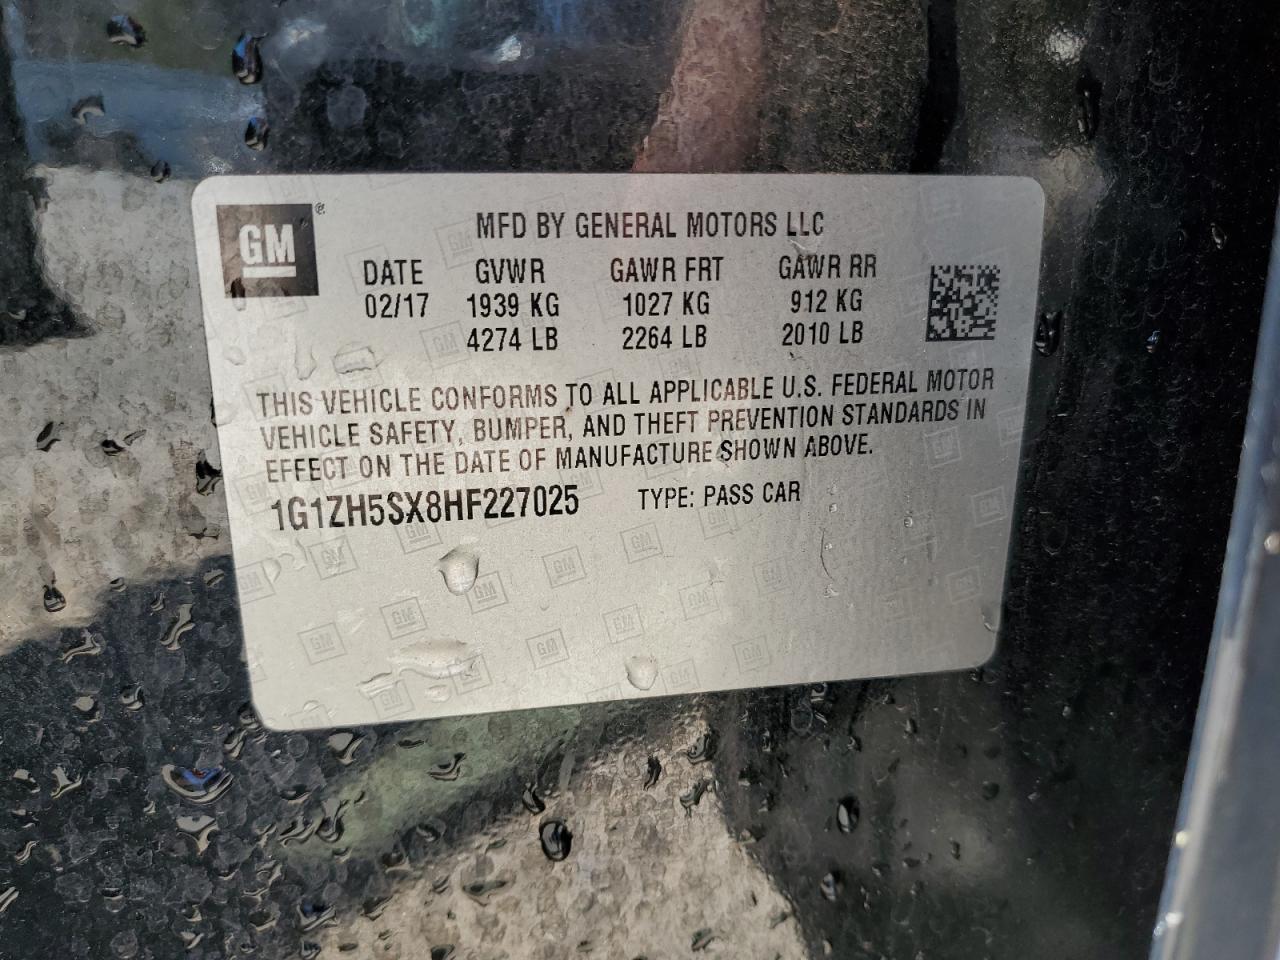 GM ®
MFD BY GENERAL MOTORS LLC
DATE GVWR GAWR FRT GAWR RR
02/17 1939 KG 1027 KG 912 KG
4274 LB 2264 LB 2010 LB
THIS VEHICLE CONFORMS TO ALL APPLICABLE U.S. FEDERAL MOTOR
VEHICLE SAFETY, BUMPER, AND THEFT PREVENTION STANDARDS IN
EFFECT ON THE DATE OF MANUFACTURE SHOWN ABOVE.
1G1ZH5SX8HF227025 TYPE: PASS CAR